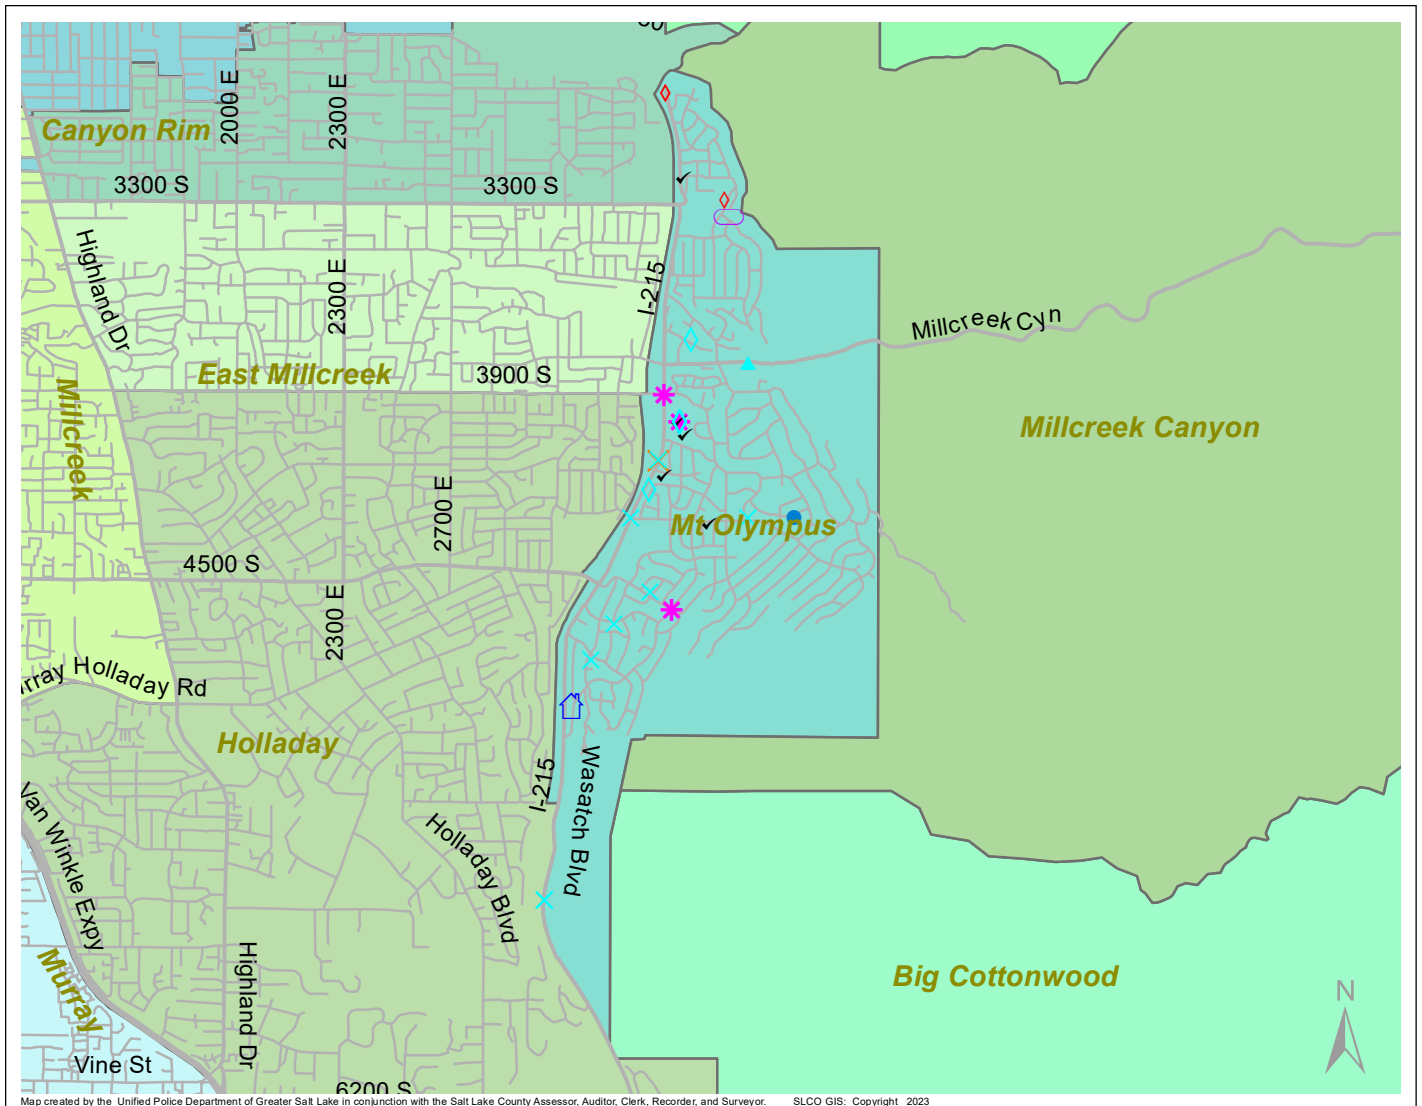 Canyon Rim
2000 E
2300 E
3300 S
3300 S
Highland Dr
2300 E
I-215
Millcreek Cyn
East Millcreek
3900 S
Millcreek
Millcreek Canyon
2700 E
Mt Olympus
4500 S
2300 E
rray Holladay Rd
Holladay
I-215
Wasatch Blvd
Van Winkle Expy
Holladay Blvd
Highland Dr
Murray
Big Cottonwood
N
Vine St
6200 S
Map created by the Unified Police Department of Greater Salt Lake in conjunction with the Salt Lake County Assessor, Auditor, Clerk, Recorder, and Surveyor. SLCO GIS: Copyright 2023